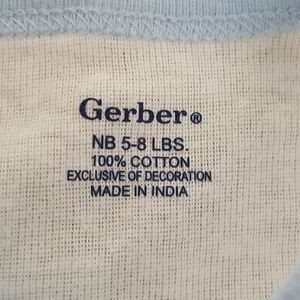 Gerber®
NB 5-8 LBS.
100% COTTON
EXCLUSIVE OF DECORATION
MADE IN INDIA